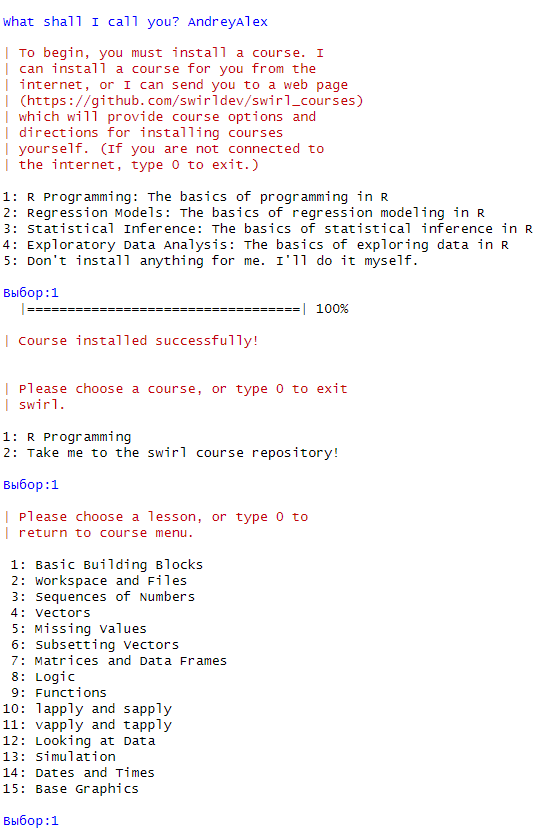 What shall I call you? AndreyAlex
| To begin, you must install a course. I
| can install a course for you from the
| internet, or I can send you to a web page
| (https://github.com/swirldev/swirl_courses)
| which will provide course options and
| directions for installing courses
| yourself. (If you are not connected to
| the internet, type 0 to exit.)
1: R Programming: The basics of programming in R
2: Regression Models: The basics of regression modeling in R
3: Statistical Inference: The basics of statistical inference in R
4: Exploratory Data Analysis: The basics of exploring data in R
5: Don't install anything for me. I'll do it myself.
Выбор:1
|==================================| 100%
| Course installed successfully!
| Please choose a course, or type 0 to exit
| swirl.
1: R Programming
2: Take me to the swirl course repository!
Выбор:1
| Please choose a lesson, or type 0 to
| return to course menu.
1: Basic Building Blocks
2: Workspace and Files
3: Sequences of Numbers
4: Vectors
5: Missing Values
6: Subsetting Vectors
7: Matrices and Data Frames
8: Logic
9: Functions
10: lapply and sapply
11: vapply and tapply
12: Looking at Data
13: Simulation
14: Dates and Times
15: Base Graphics
Выбор:1